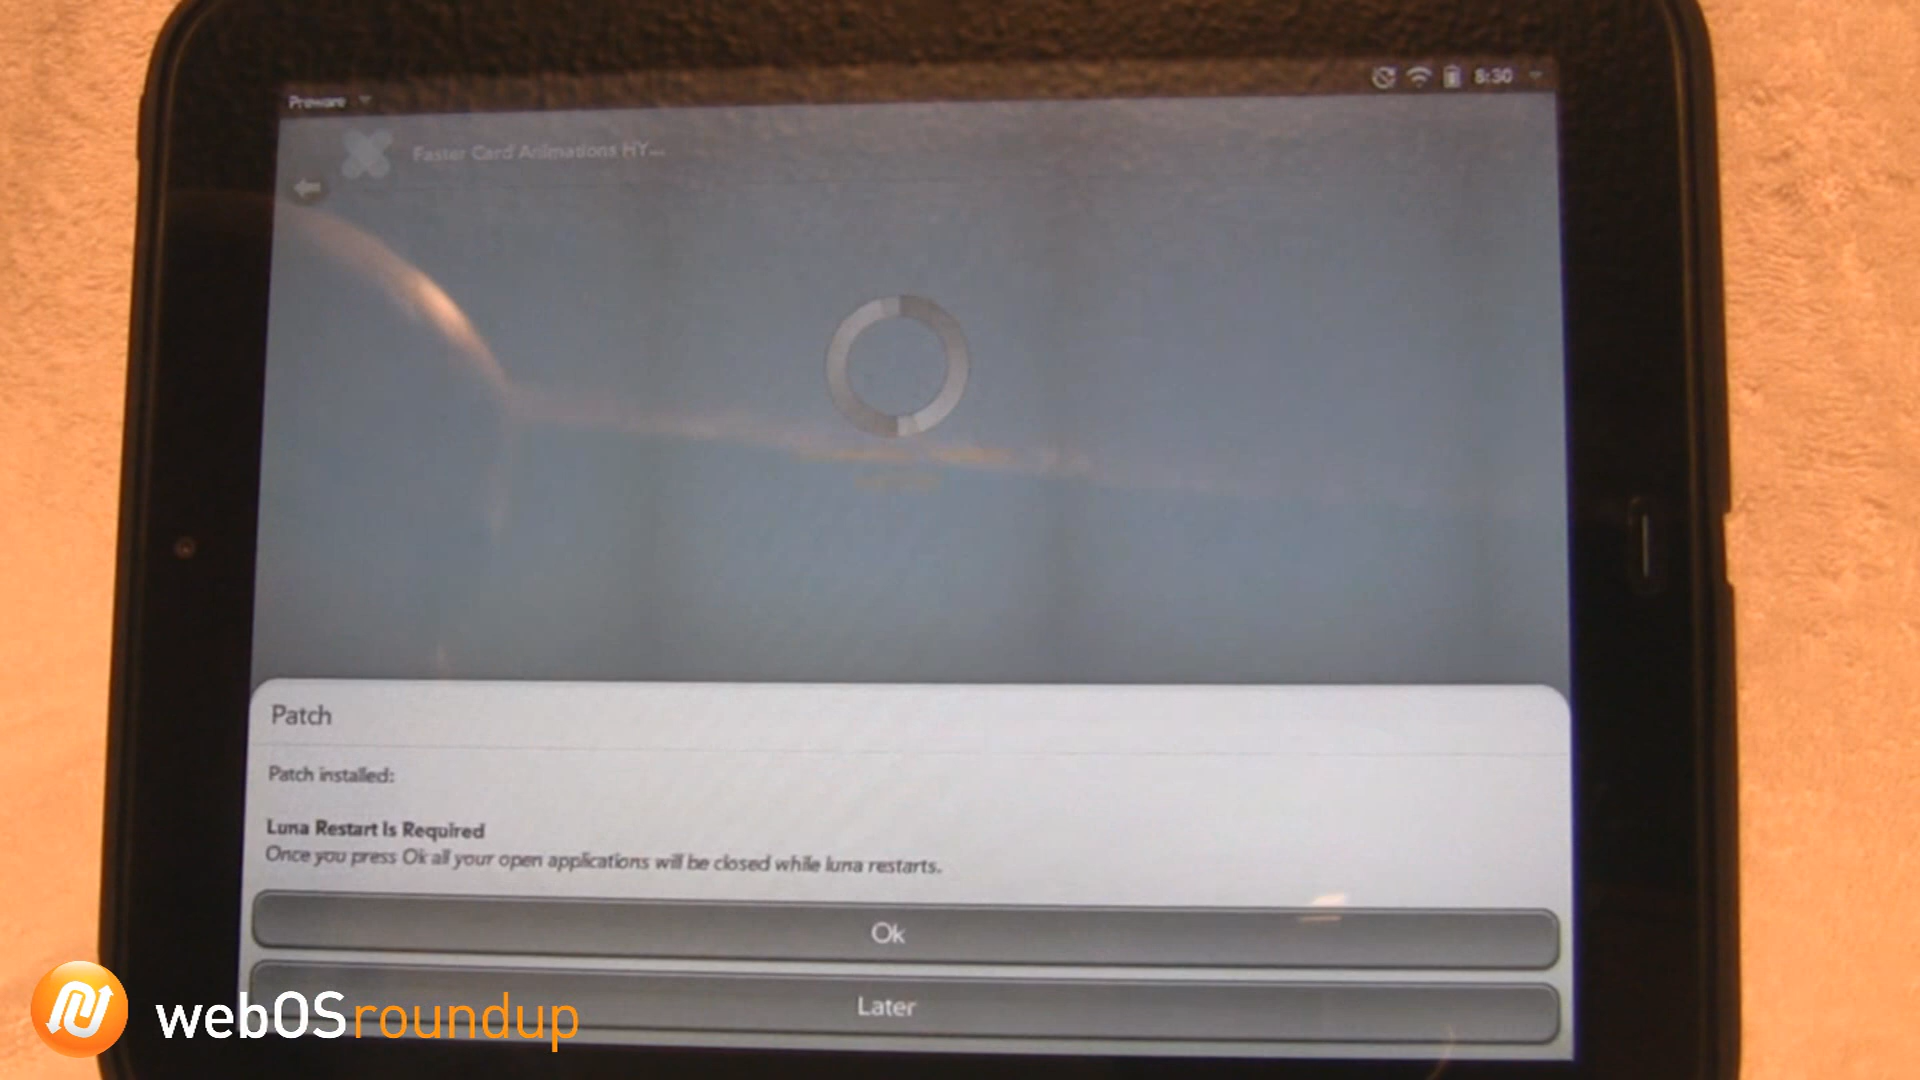 Preware
8:30
Faster Card Animations HY...
Patch
Patch installed:
Luna Restart Is Required
Once you press Ok all your open applications will be closed while luna restarts.
Ok
Later
webOSroundup